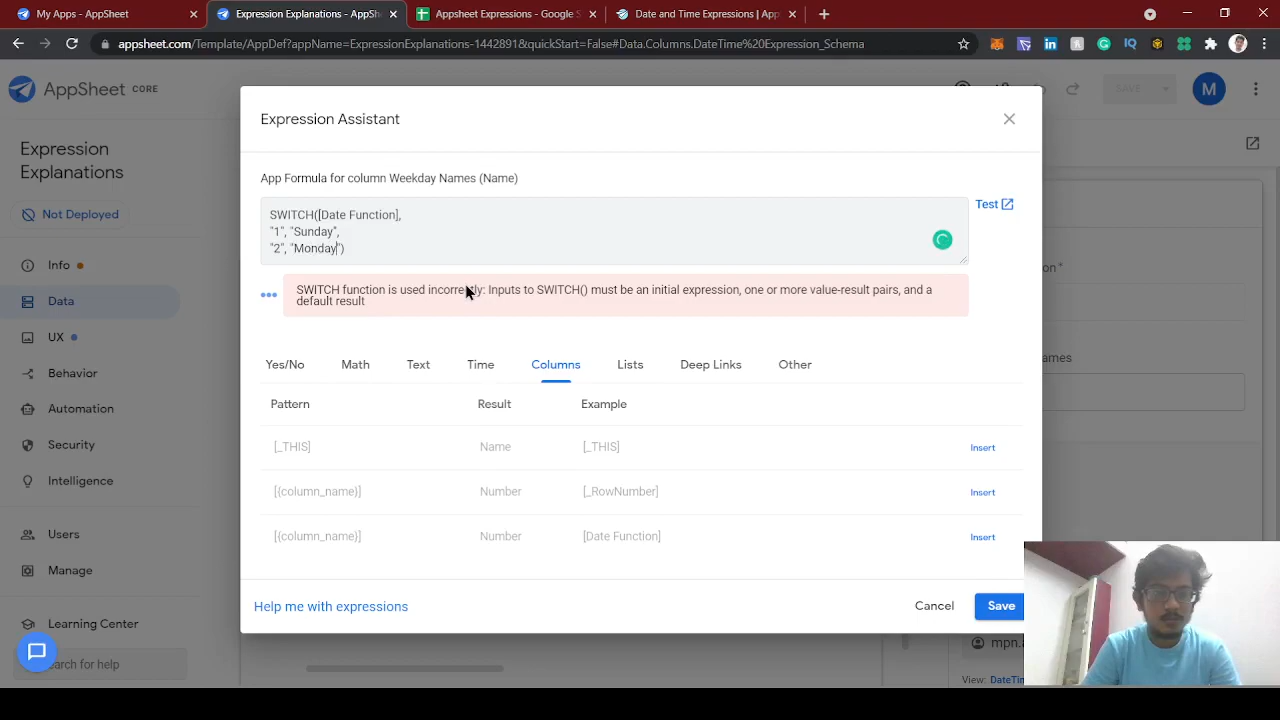 My Apps - AppSheet
Expression Explanations - AppSh
Appsheet Expressions - Google S
Date and Time Expressions | App
appsheet.com/Template/AppDef?appName=ExpressionExplanations-1442891&quickStart=False#Data.Columns.DateTime%20Expression_Schema
AppSheet CORE
SAVE
M
Expression
Explanations
Not Deployed
Info
Data
UX
Behavior
Automation
Security
Intelligence
Users
Manage
Learning Center
earch for help
Expression Assistant
App Formula for column Weekday Names (Name)
SWITCH([Date Function],
"1", "Sunday",
"2", "Monday")
Test
SWITCH function is used incorrectly: Inputs to SWITCH() must be an initial expression, one or more value-result pairs, and a
default result
Yes/No Math Text Time Columns Lists Deep Links Other
Pattern Result Example
[_THIS] Name [_THIS] Insert
[(column_name)] Number [_RowNumber] Insert
[(column_name)] Number [Date Function] Insert
Help me with expressions
Cancel Save
on *
ames
mpn.
View: DateTim